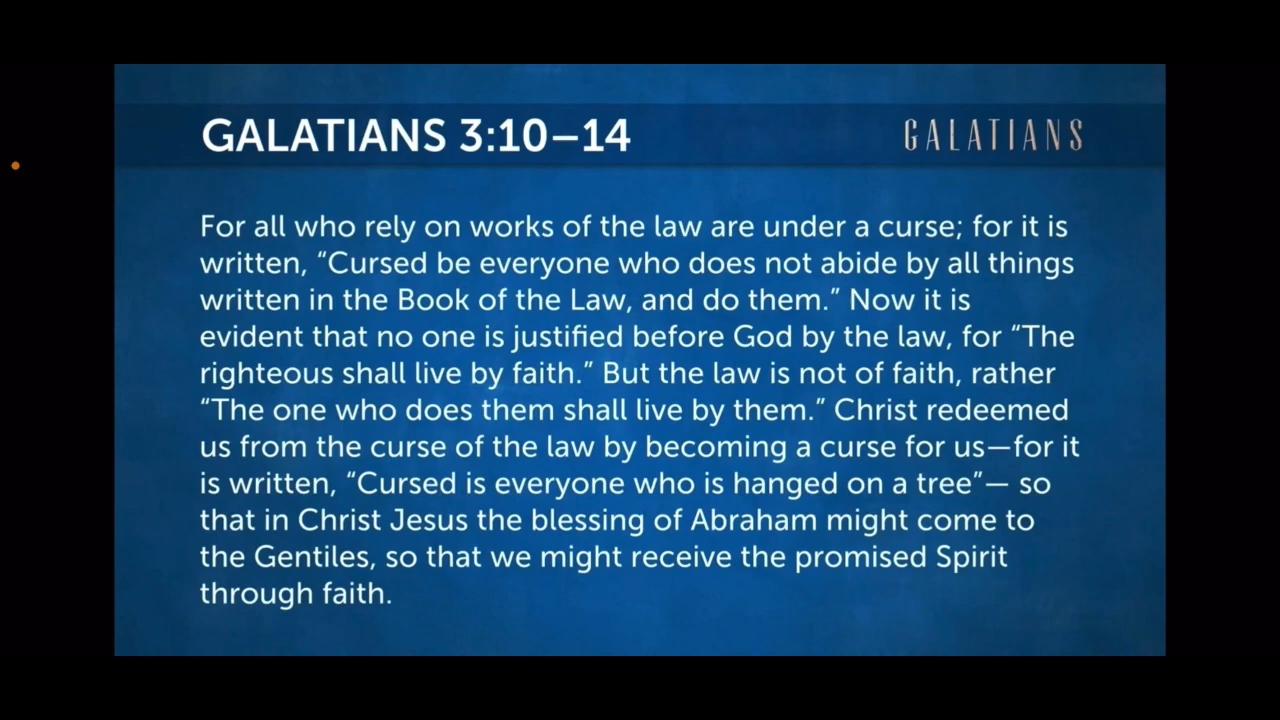 GALATIANS 3:10–14
GALATIANS
For all who rely on works of the law are under a curse; for it is
written, “Cursed be everyone who does not abide by all things
written in the Book of the Law, and do them.” Now it is
evident that no one is justified before God by the law, for “The
righteous shall live by faith.” But the law is not of faith, rather
“The one who does them shall live by them.” Christ redeemed
us from the curse of the law by becoming a curse for us—for it
is written, “Cursed is everyone who is hanged on a tree”— so
that in Christ Jesus the blessing of Abraham might come to
the Gentiles, so that we might receive the promised Spirit
through faith.